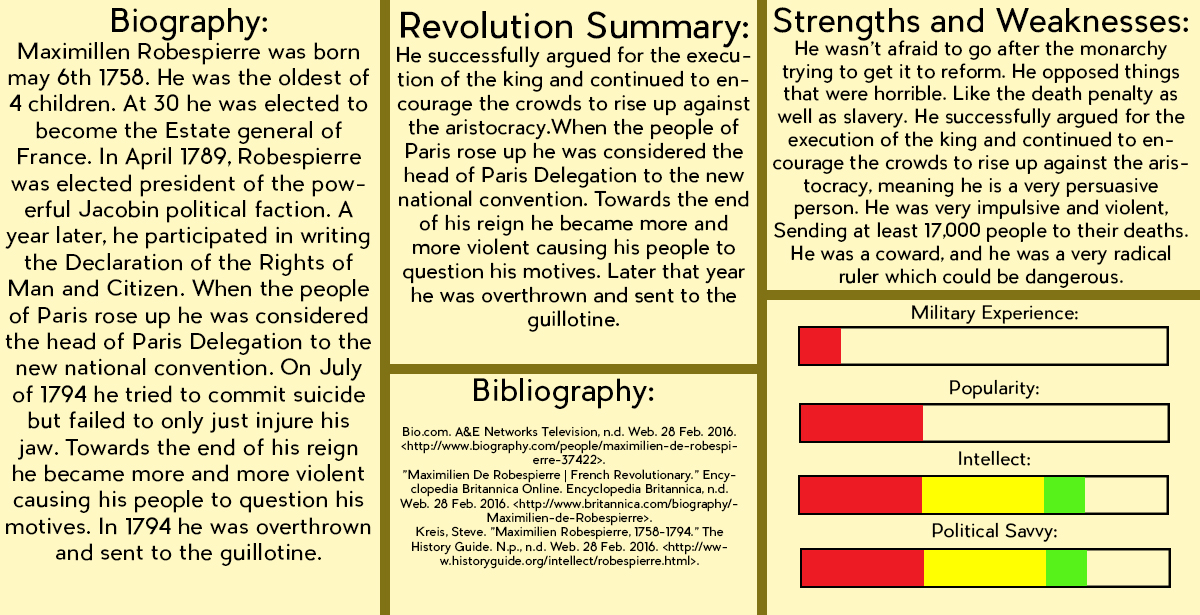 Biography:
Maximillen Robespierre was born
may 6th 1758. He was the oldest of
4 children. At 30 he was elected to
become the Estate general of
France. In April 1789, Robespierre
was elected president of the pow-
erful Jacobin political faction. A
year later, he participated in writing
the Declaration of the Rights of
Man and Citizen. When the people
of Paris rose up he was considered
the head of Paris Delegation to the
new national convention. On July
of 1794 he tried to commit suicide
but failed to only just injure his
jaw. Towards the end of his reign
he became more and more violent
causing his people to question his
motives. In 1794 he was overthrown
and sent to the guillotine.
Revolution Summary:
He successfully argued for the execu-
tion of the king and continued to en-
courage the crowds to rise up against
the aristocracy.When the people of
Paris rose up he was considered the
head of Paris Delegation to the new
national convention. Towards the end
of his reign he became more and
more violent causing his people to
question his motives. Later that year
he was overthrown and sent to the
guillotine.
Bibliography:
Bio.com. A&E Networks Television, n.d. Web. 28 Feb. 2016.
<http://www.biography.com/people/maximilien-de-robespi-
erre-37422>.
"Maximilien De Robespierre | French Revolutionary." Ency-
clopedia Britannica Online. Encyclopedia Britannica, n.d.
Web. 28 Feb. 2016. <http://www.britannica.com/biography/-
Maximilien-de-Robespierre>.
Kreis, Steve. "Maximilien Robespierre, 1758-1794." The
History Guide. N.p., n.d. Web. 28 Feb. 2016. <http://ww-
w.historyguide.org/intellect/robespierre.html>.
Strengths and Weaknesses:
He wasn't afraid to go after the monarchy
trying to get it to reform. He opposed things
that were horrible. Like the death penalty as
well as slavery. He successfully argued for the
execution of the king and continued to en-
courage the crowds to rise up against the aris-
tocracy, meaning he is a very persuasive
person. He was very impulsive and violent,
Sending at least 17,000 people to their deaths.
He was a coward, and he was a very radical
ruler which could be dangerous.
Military Experience:
Popularity:
Intellect:
Political Savvy: